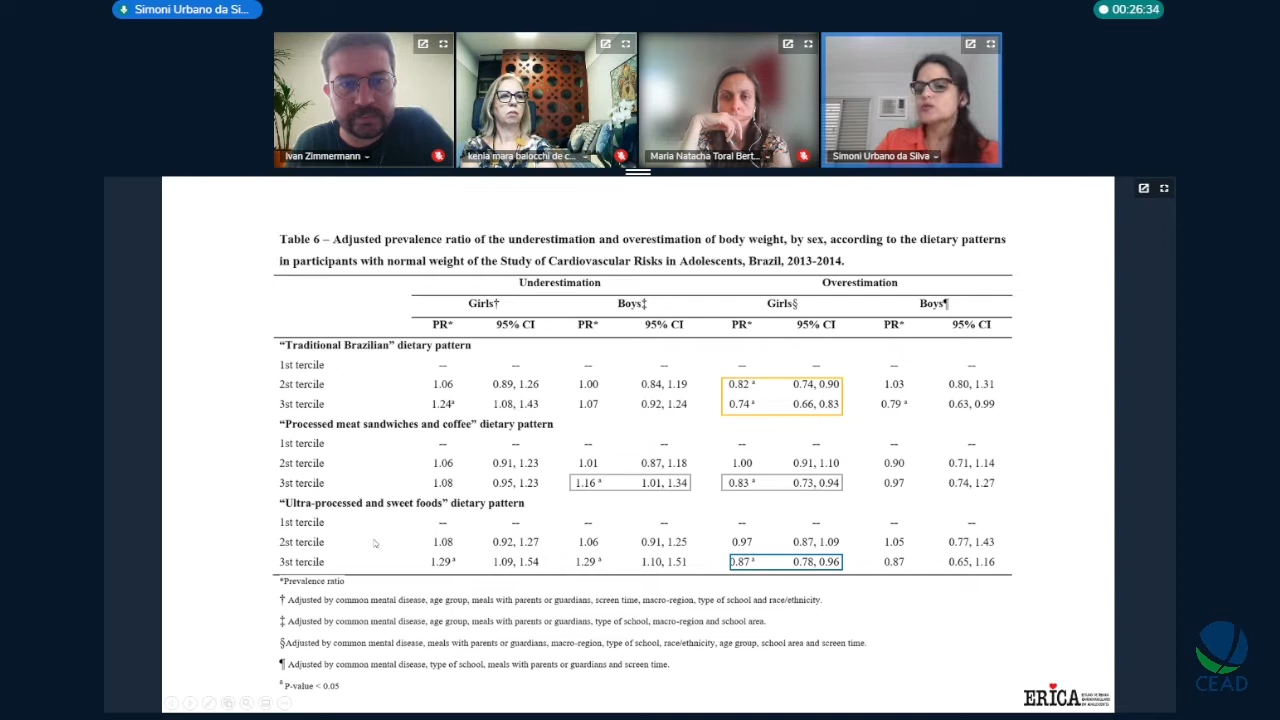 Simoni Urbano da Si...
00:26:34
Ivan Zimmermann
kenia mara baiocchi de c...
Maria Natacha Toral Bert...
Simoni Urbano da Silva
Table 6 – Adjusted prevalence ratio of the underestimation and overestimation of body weight, by sex, according to the dietary patterns
in participants with normal weight of the Study of Cardiovascular Risks in Adolescents, Brazil, 2013-2014.
Underestimation Overestimation
Girls† Boys‡ Girls§ Boys¶
PR* 95% CI PR* 95% CI PR* 95% CI PR* 95% CI
“Traditional Brazilian” dietary pattern
1st tercile -- -- -- -- -- -- -- --
2st tercile 1.06 0.89, 1.26 1.00 0.84, 1.19 0.82 a 0.74, 0.90 1.03 0.80, 1.31
3st tercile 1.24a 1.08, 1.43 1.07 0.92, 1.24 0.74 a 0.66, 0.83 0.79 a 0.63, 0.99
“Processed meat sandwiches and coffee” dietary pattern
1st tercile -- -- -- -- -- -- -- --
2st tercile 1.06 0.91, 1.23 1.01 0.87, 1.18 1.00 0.91, 1.10 0.90 0.71, 1.14
3st tercile 1.08 0.95, 1.23 1.16 a 1.01, 1.34 0.83 a 0.73, 0.94 0.97 0.74, 1.27
“Ultra-processed and sweet foods” dietary pattern
1st tercile -- -- -- -- -- -- -- --
2st tercile 1.08 0.92, 1.27 1.06 0.91, 1.25 0.97 0.87, 1.09 1.05 0.77, 1.43
3st tercile 1.29 a 1.09, 1.54 1.29 a 1.10, 1.51 0.87 a 0.78, 0.96 0.87 0.65, 1.16
*Prevalence ratio
† Adjusted by common mental disease, age group, meals with parents or guardians, screen time, macro-region, type of school and race/ethnicity.
‡ Adjusted by common mental disease, age group, meals with parents or guardians, type of school, macro-region and school area.
§Adjusted by common mental disease, meals with parents or guardians, macro-region, type of school, race/ethnicity, age group, school area and screen time.
¶ Adjusted by common mental disease, type of school, meals with parents or guardians and screen time.
a P-value < 0.05
ERICA
CEAD